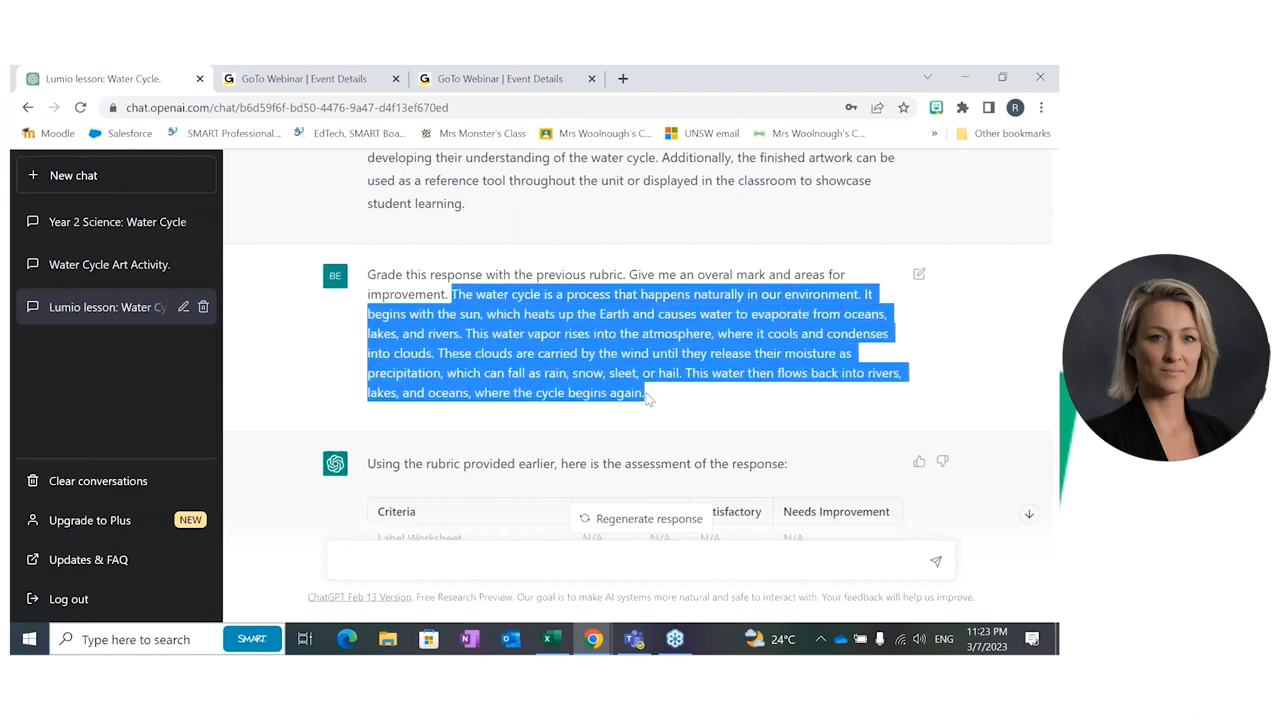 Lumio lesson: Water Cycle.
GoTo Webinar | Event Details
GoTo Webinar | Event Details
chat.openai.com/chat/b6d59f6f-bd50-4476-9a47-d4f13ef670ed
R
Moodle
Salesforce
SMART Professional...
EdTech, SMART Boa...
Mrs Monster's Class
Mrs Woolnough's C...
UNSW email
Mrs Woolnough's C...
» Other bookmarks
+ New chat
Year 2 Science: Water Cycle
Water Cycle Art Activity.
Lumio lesson: Water Cy
Clear conversations
Upgrade to Plus NEW
Updates & FAQ
Log out
developing their understanding of the water cycle. Additionally, the finished artwork can be
used as a reference tool throughout the unit or displayed in the classroom to showcase
student learning.
BE
Grade this response with the previous rubric. Give me an overal mark and areas for
improvement. The water cycle is a process that happens naturally in our environment. It
begins with the sun, which heats up the Earth and causes water to evaporate from oceans,
lakes, and rivers. This water vapor rises into the atmosphere, where it cools and condenses
into clouds. These clouds are carried by the wind until they release their moisture as
precipitation, which can fall as rain, snow, sleet, or hail. This water then flows back into rivers,
lakes, and oceans, where the cycle begins again.
Using the rubric provided earlier, here is the assessment of the response:
Criteria tisfactory Needs Improvement
Regenerate response
Label Worksheet N/A N/A N/A N/A
ChatGPT Feb 13 Version. Free Research Preview. Our goal is to make AI systems more natural and safe to interact with. Your feedback will help us improve.
Type here to search
SMART
24°C
ENG
11:23 PM
3/7/2023